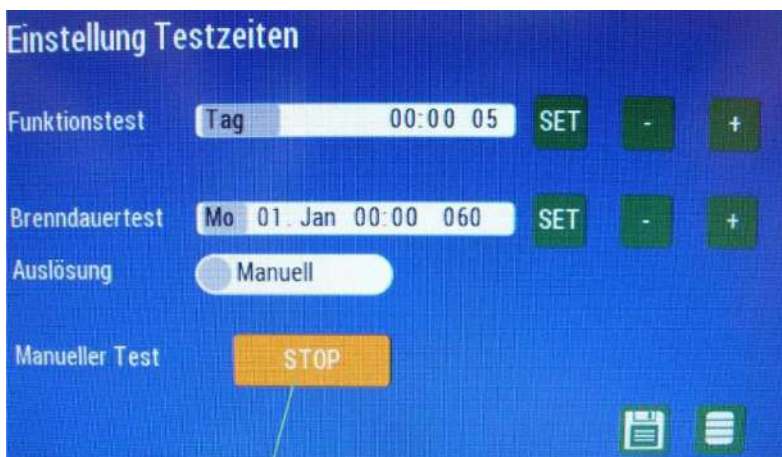 Einstellung Testzeiten
Funktionstest Tag 00:00 05 SET - +
Brenndauertest Mo 01. Jan 00:00 060 SET - +
Auslösung Manuell
Manueller Test STOP